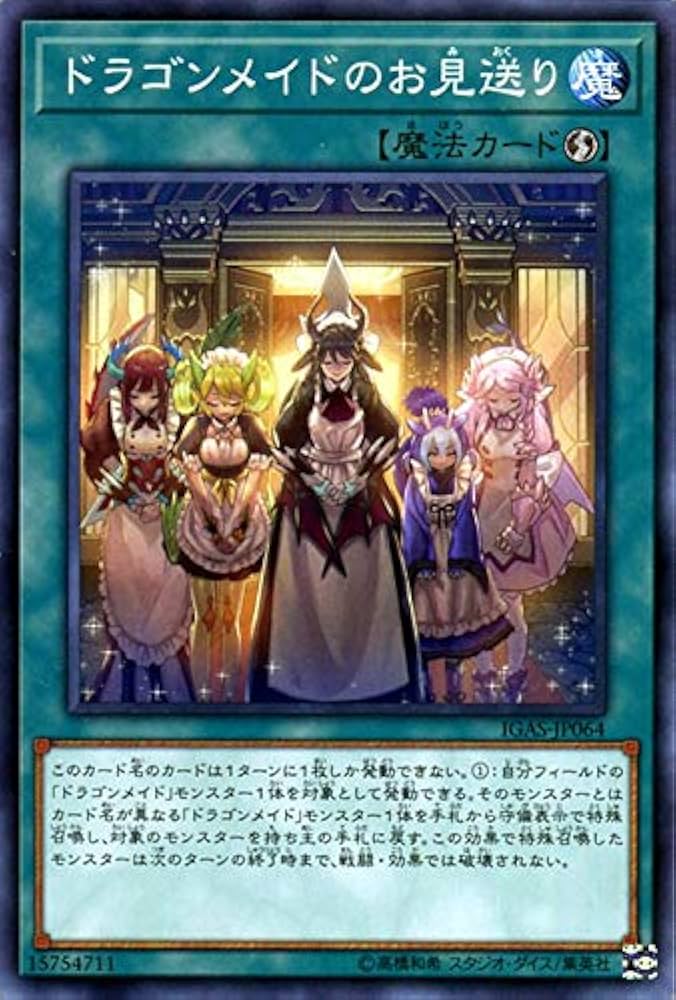 ドラゴンメイドのお見送り 魔
【魔法カード】
IGAS-JP064
このカード名のカードは1ターンに1枚しか発動できない。①：自分フィールドの
「ドラゴンメイド」モンスター1体を対象として発動できる。そのモンスターとは
カード名が異なる「ドラゴンメイド」モンスター1体を手札から守備表示で特殊
召喚し、対象のモンスターを持ち主の手札に戻す。この効果で特殊召喚した
モンスターは次のターンの終了時まで、戦闘・効果では破壊されない。
15754711 ©高橋和希 スタジオ・ダイス/集英社